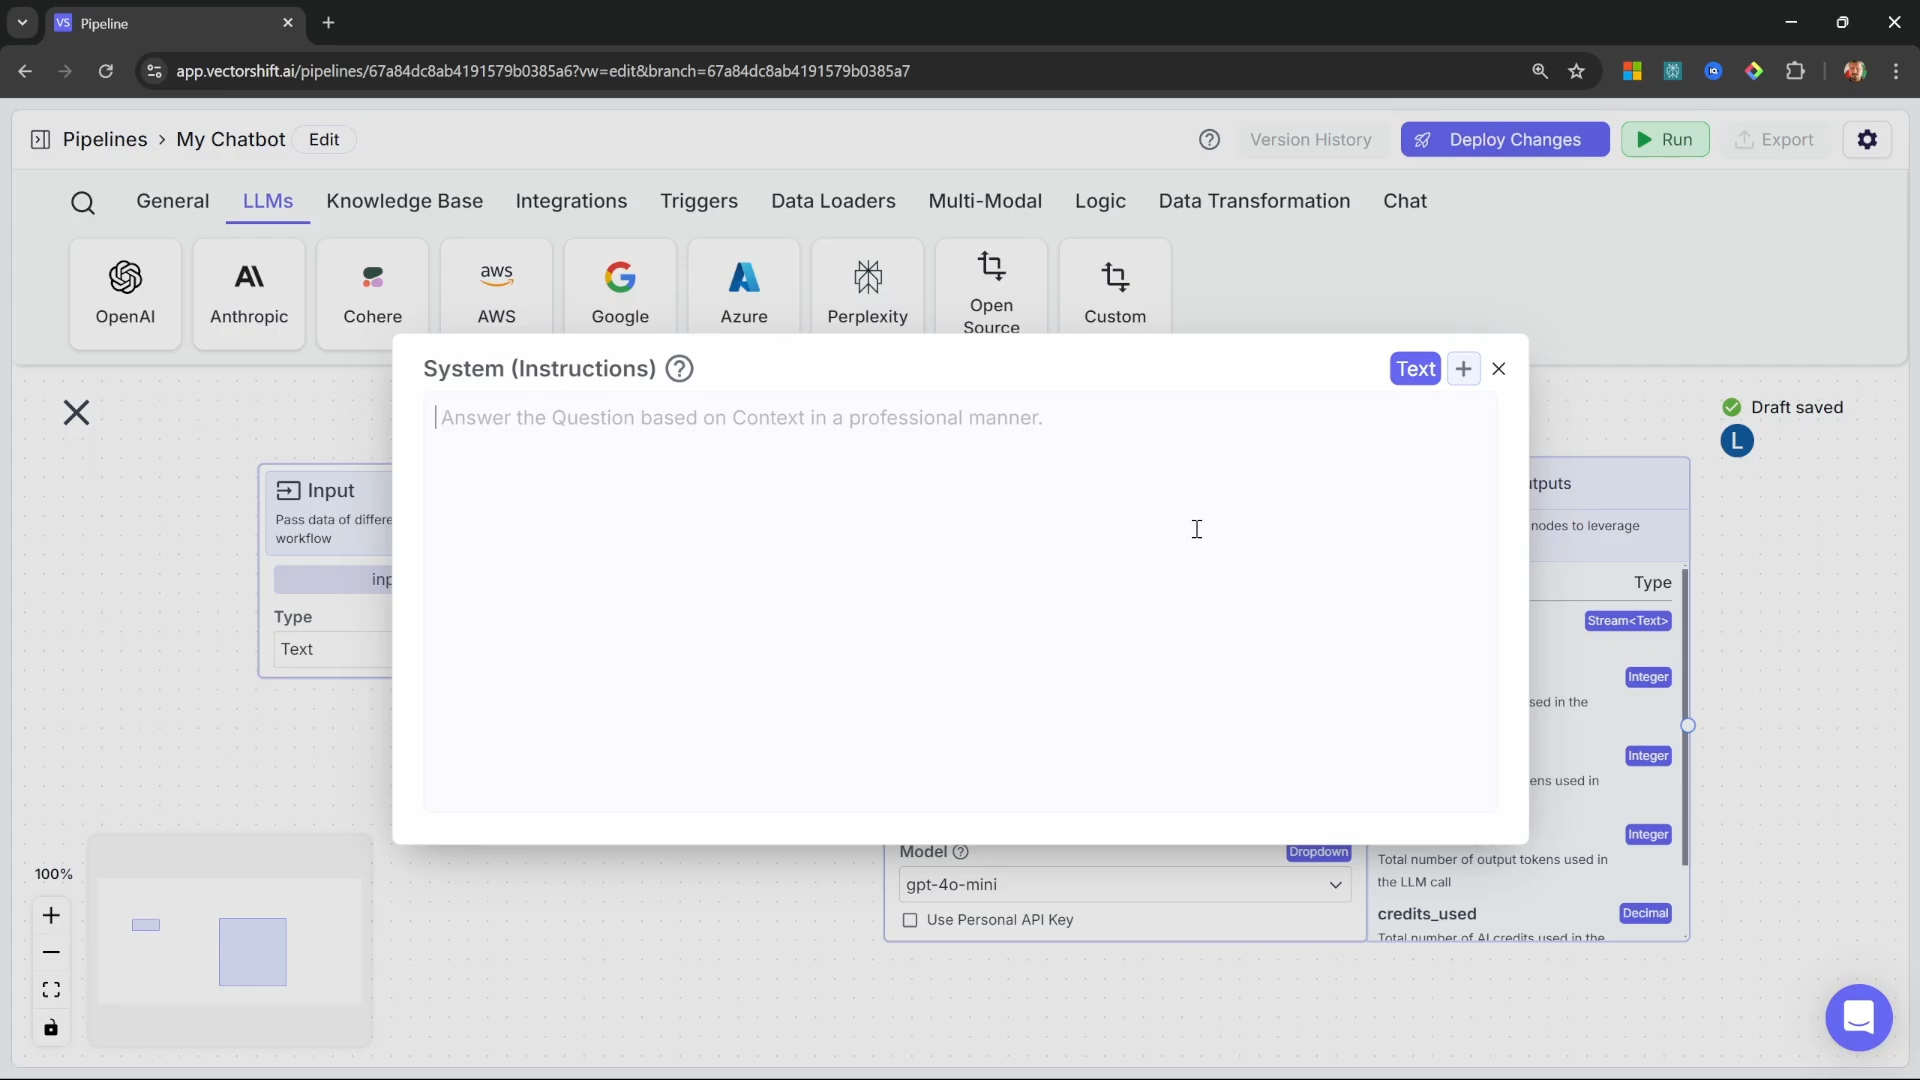 VS Pipeline
app.vectorshift.ai/pipelines/67a84dc8ab4191579b0385a6?vw=edit&branch=67a84dc8ab4191579b0385a7
Pipelines > My Chatbot Edit
Version History Deploy Changes Run Export
General LLMs Knowledge Base Integrations Triggers Data Loaders Multi-Modal Logic Data Transformation Chat
OpenAI Anthropic Cohere aws AWS Google Azure Perplexity Open Source Custom
System (Instructions) Text
Answer the Question based on Context in a professional manner.
Draft saved
L
Input
Pass data of differe
workflow
inp
Type
Text
tputs
nodes to leverage
Type
Stream<Text>
Integer
sed in the
Integer
ens used in
Integer
Total number of output tokens used in
the LLM call
credits_used Decimal
Total number of AI credits used in the
Model Dropdown
gpt-4o-mini
Use Personal API Key
100%